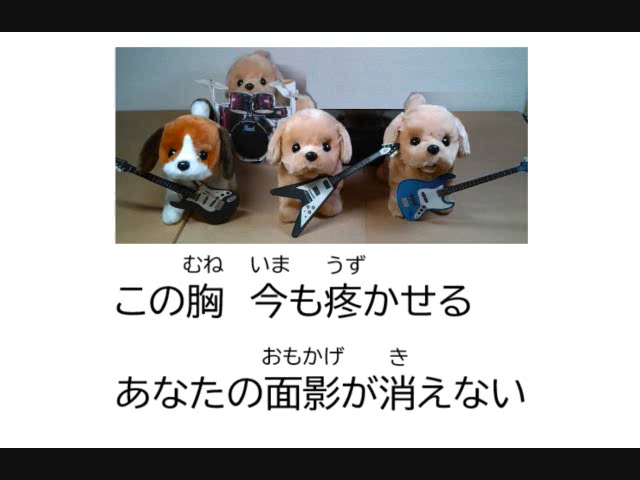 むね いま うず
この胸 今も疼かせる
おもかげ き
あなたの面影が消えない